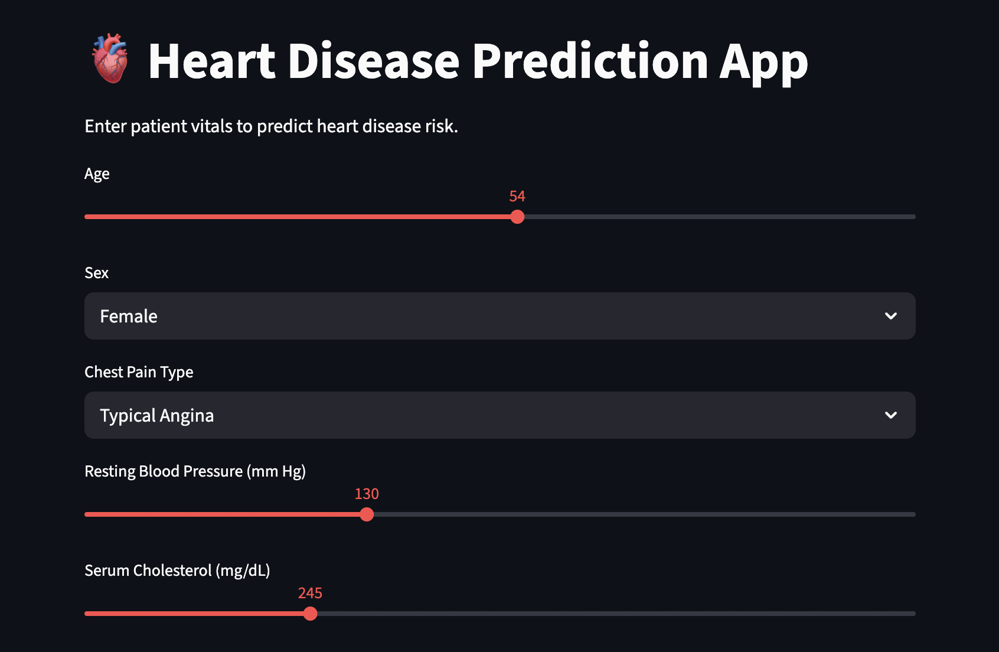 Heart Disease Prediction App
Enter patient vitals to predict heart disease risk.
Age
54
Sex
Female
Chest Pain Type
Typical Angina
Resting Blood Pressure (mm Hg)
130
Serum Cholesterol (mg/dL)
245